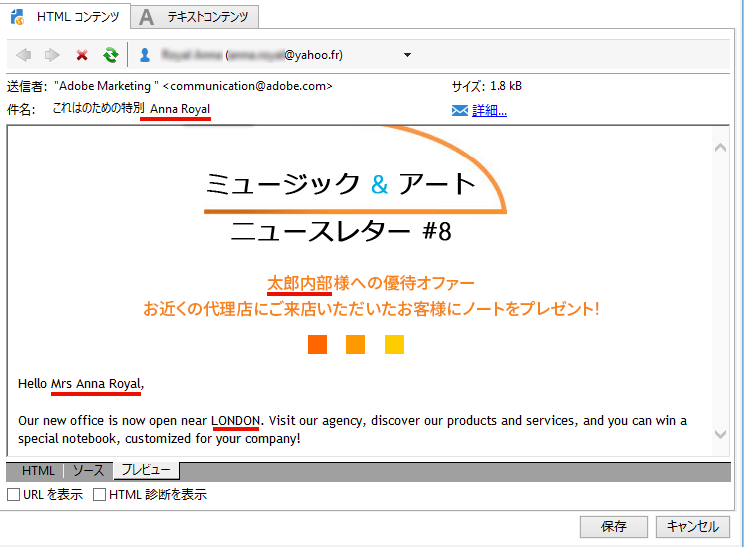 HTML コンテンツ A テキストコンテンツ
@yahoo.fr)
送信者: "Adobe Marketing " <communication@adobe.com> サイズ: 1.8 kB
件名: これはのための特別 Anna Royal 詳細...
ミュージック & アート
ニュースレター #8
太郎内部様への優待オファー
お近くの代理店にご来店いただいたお客様にノートをプレゼント!
Hello Mrs Anna Royal,
Our new office is now open near LONDON. Visit our agency, discover our products and services, and you can win a
special notebook, customized for your company!
HTML ソース プレビュー
URL を表示 HTML 診断を表示
保存 キャンセル